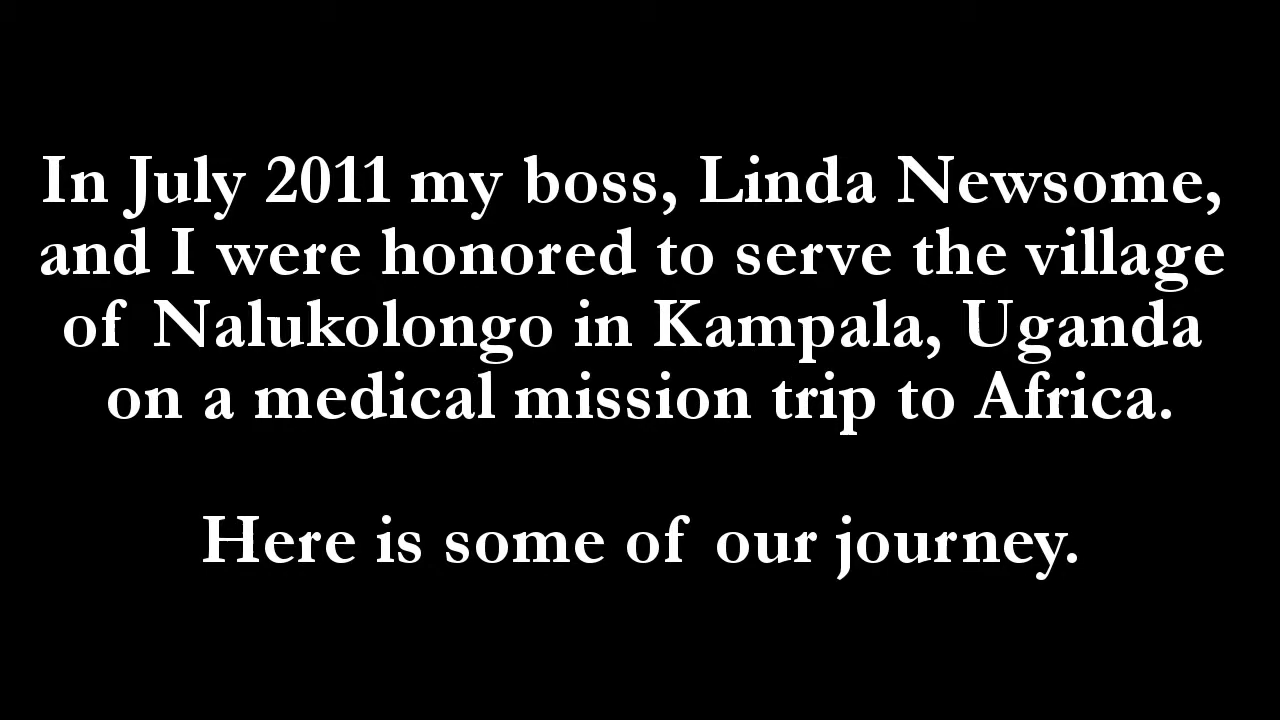 In July 2011 my boss, Linda Newsome,
and I were honored to serve the village
of Nalukolongo in Kampala, Uganda
on a medical mission trip to Africa.
Here is some of our journey.